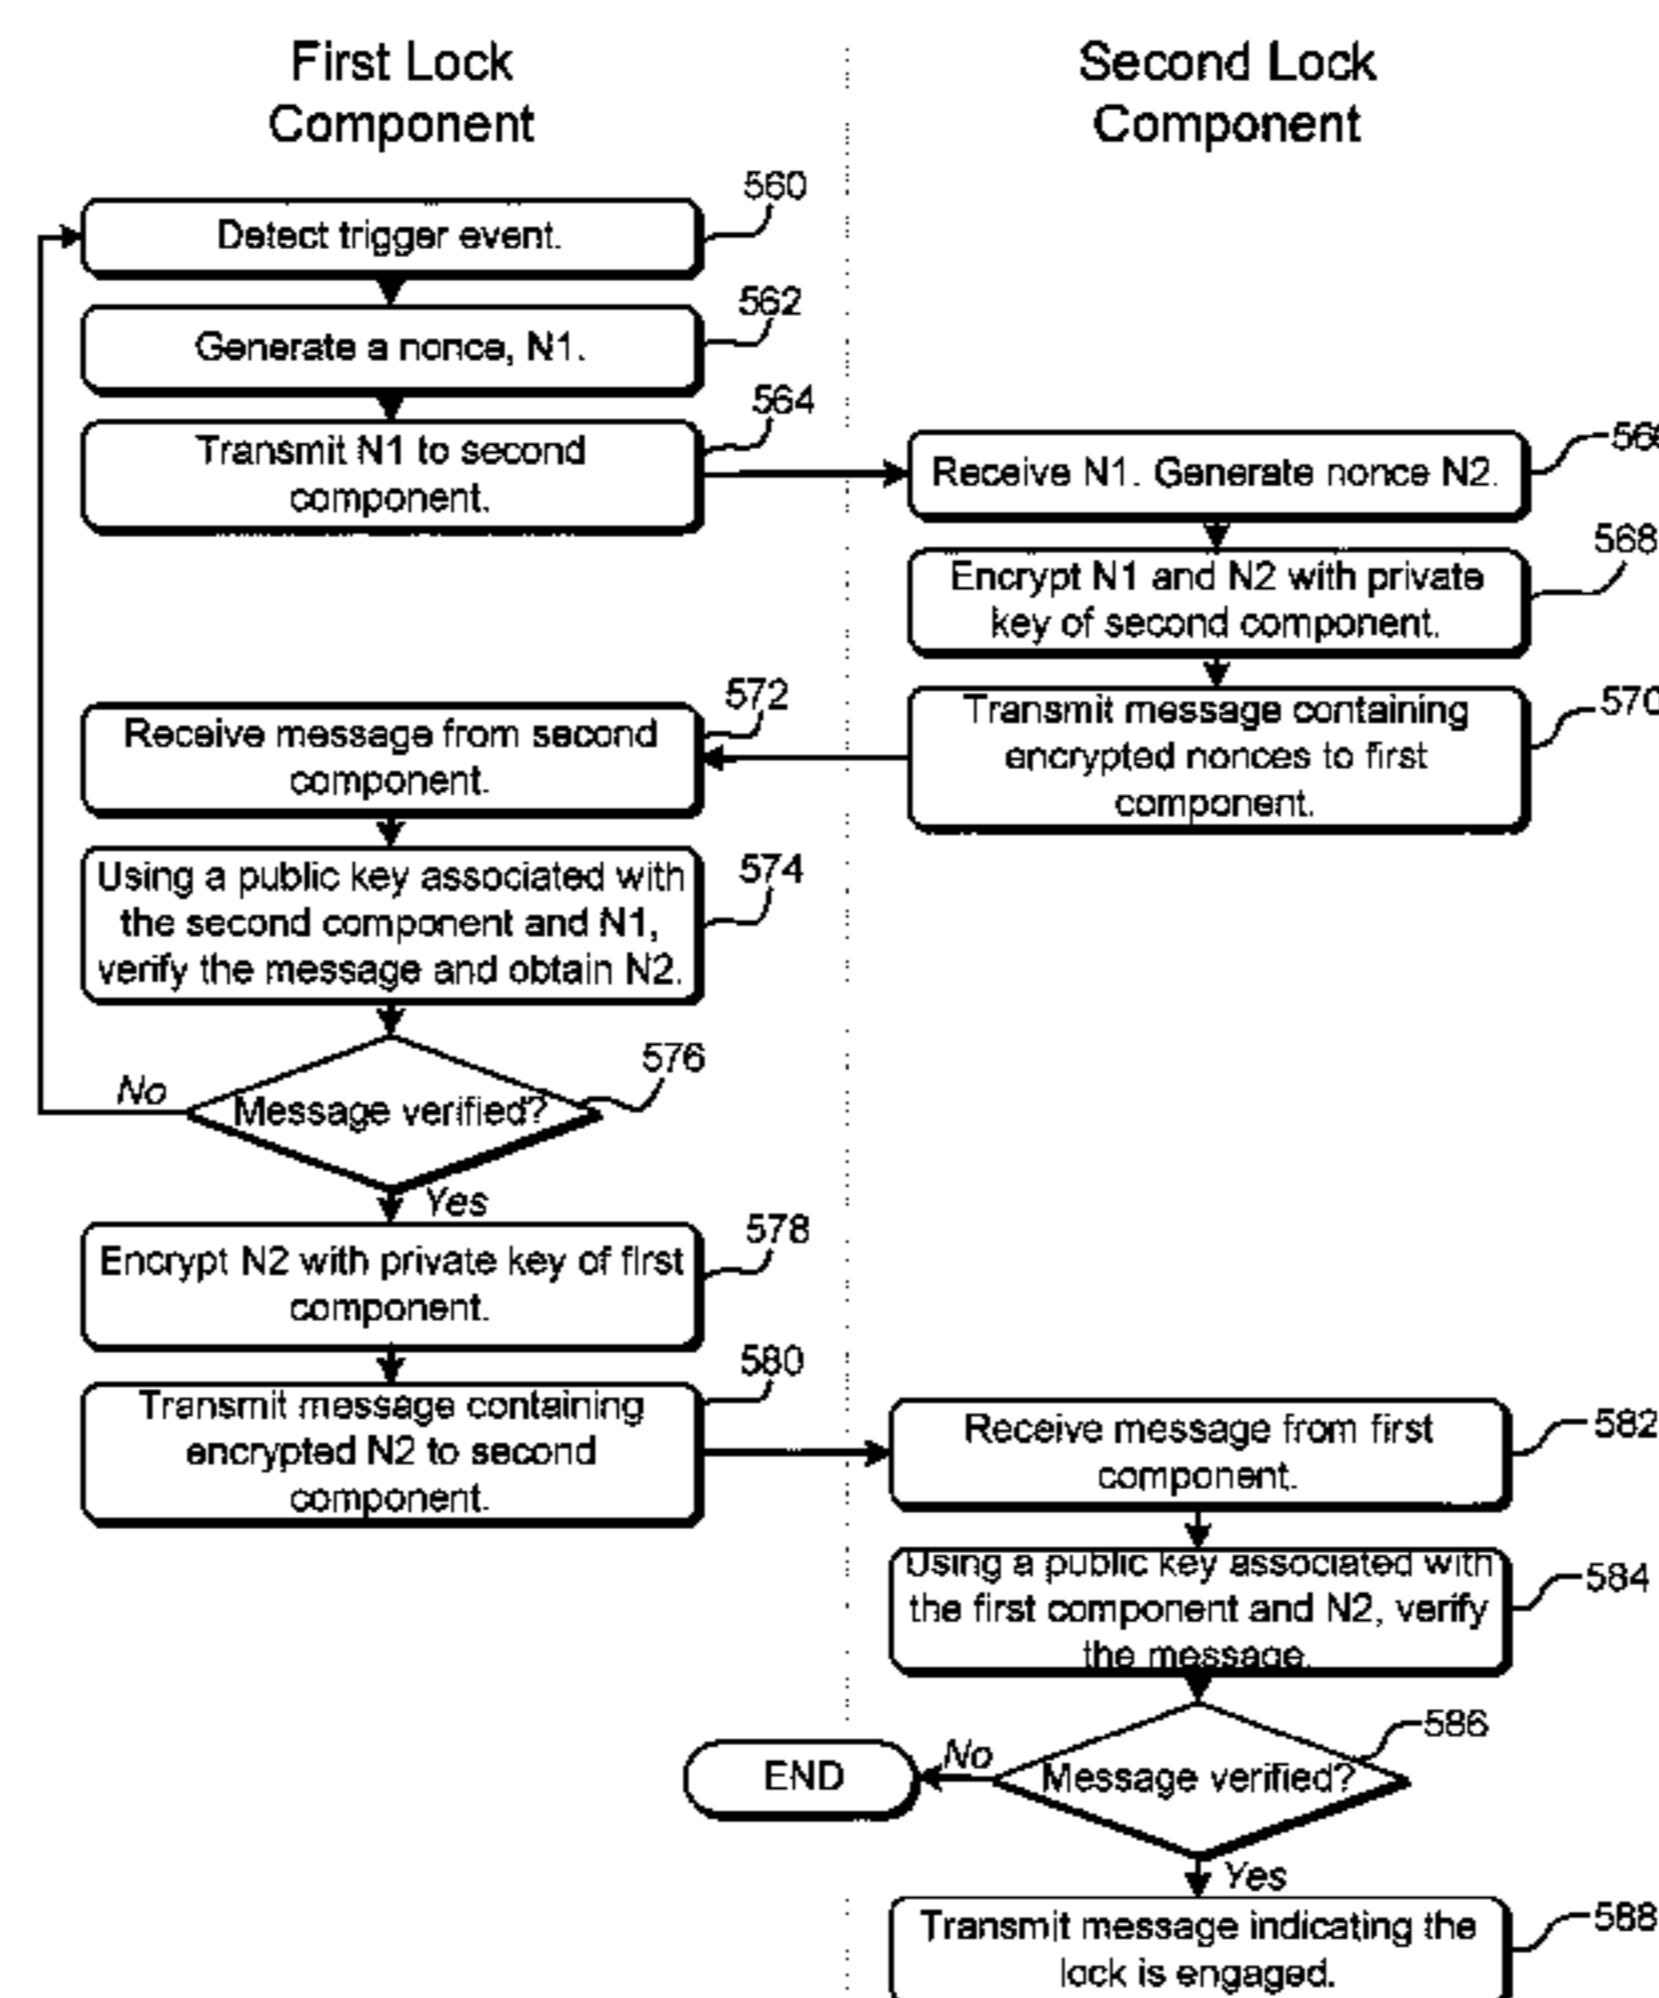 First Lock
Component
Second Lock
Component
560
Detect trigger event.
562
Generate a nonce, N1.
564
Transmit N1 to second
component.
Receive N1. Generate nonce N2.
568
Encrypt N1 and N2 with private
key of second component.
570
Transmit message containing
encrypted nonces to first
component.
572
Receive message from second
component.
574
Using a public key associated with
the second component and N1,
verify the message and obtain N2.
576
Message verified?
No
Yes
578
Encrypt N2 with private key of first
component.
580
Transmit message containing
encrypted N2 to second
component.
582
Receive message from first
component.
584
Using a public key associated with
the first component and N2, verify
the message.
586
Message verified?
No
END
Yes
588
Transmit message indicating the
lock is engaged.